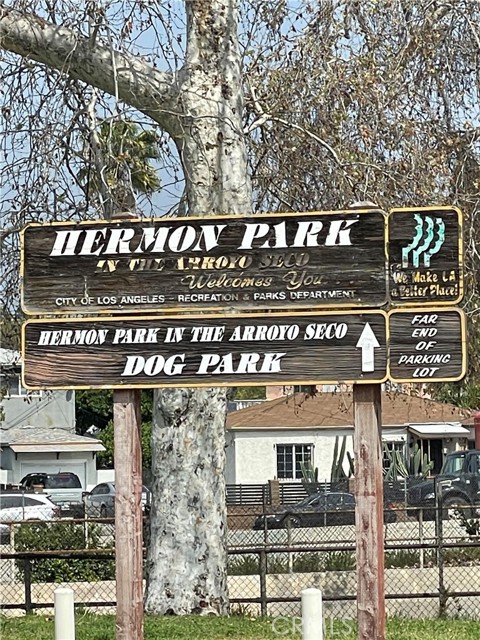 HERMON PARK
IN THE ARROYO SECO
Welcomes You
CITY OF LOS ANGELES - RECREATION & PARKS DEPARTMENT
We Make LA
a Better Place!
HERMON PARK IN THE ARROYO SECO
DOG PARK
FAR
END
OF
PARKING
LOT